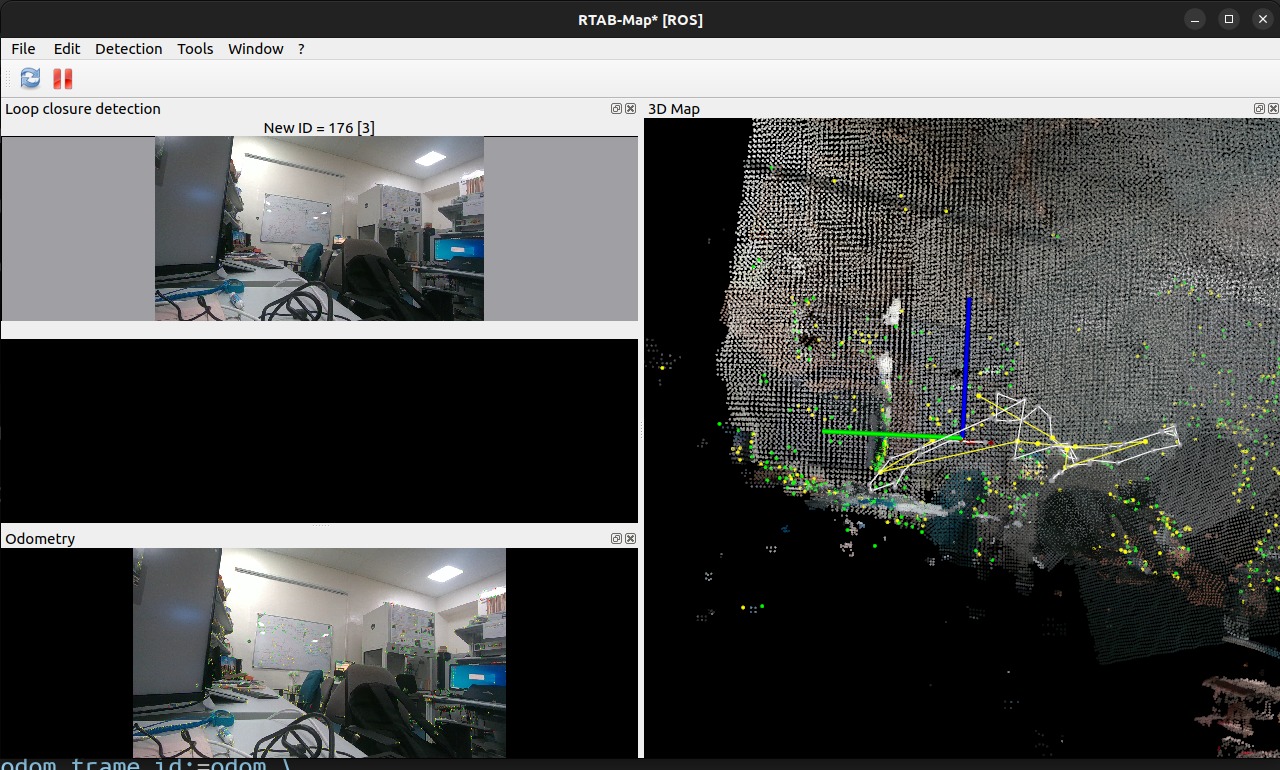 RTAB-Map* [ROS]
File Edit Detection Tools Window ?
Loop closure detection
3D Map
New ID = 176 [3]
Odometry
odom_frame_id:=odom \